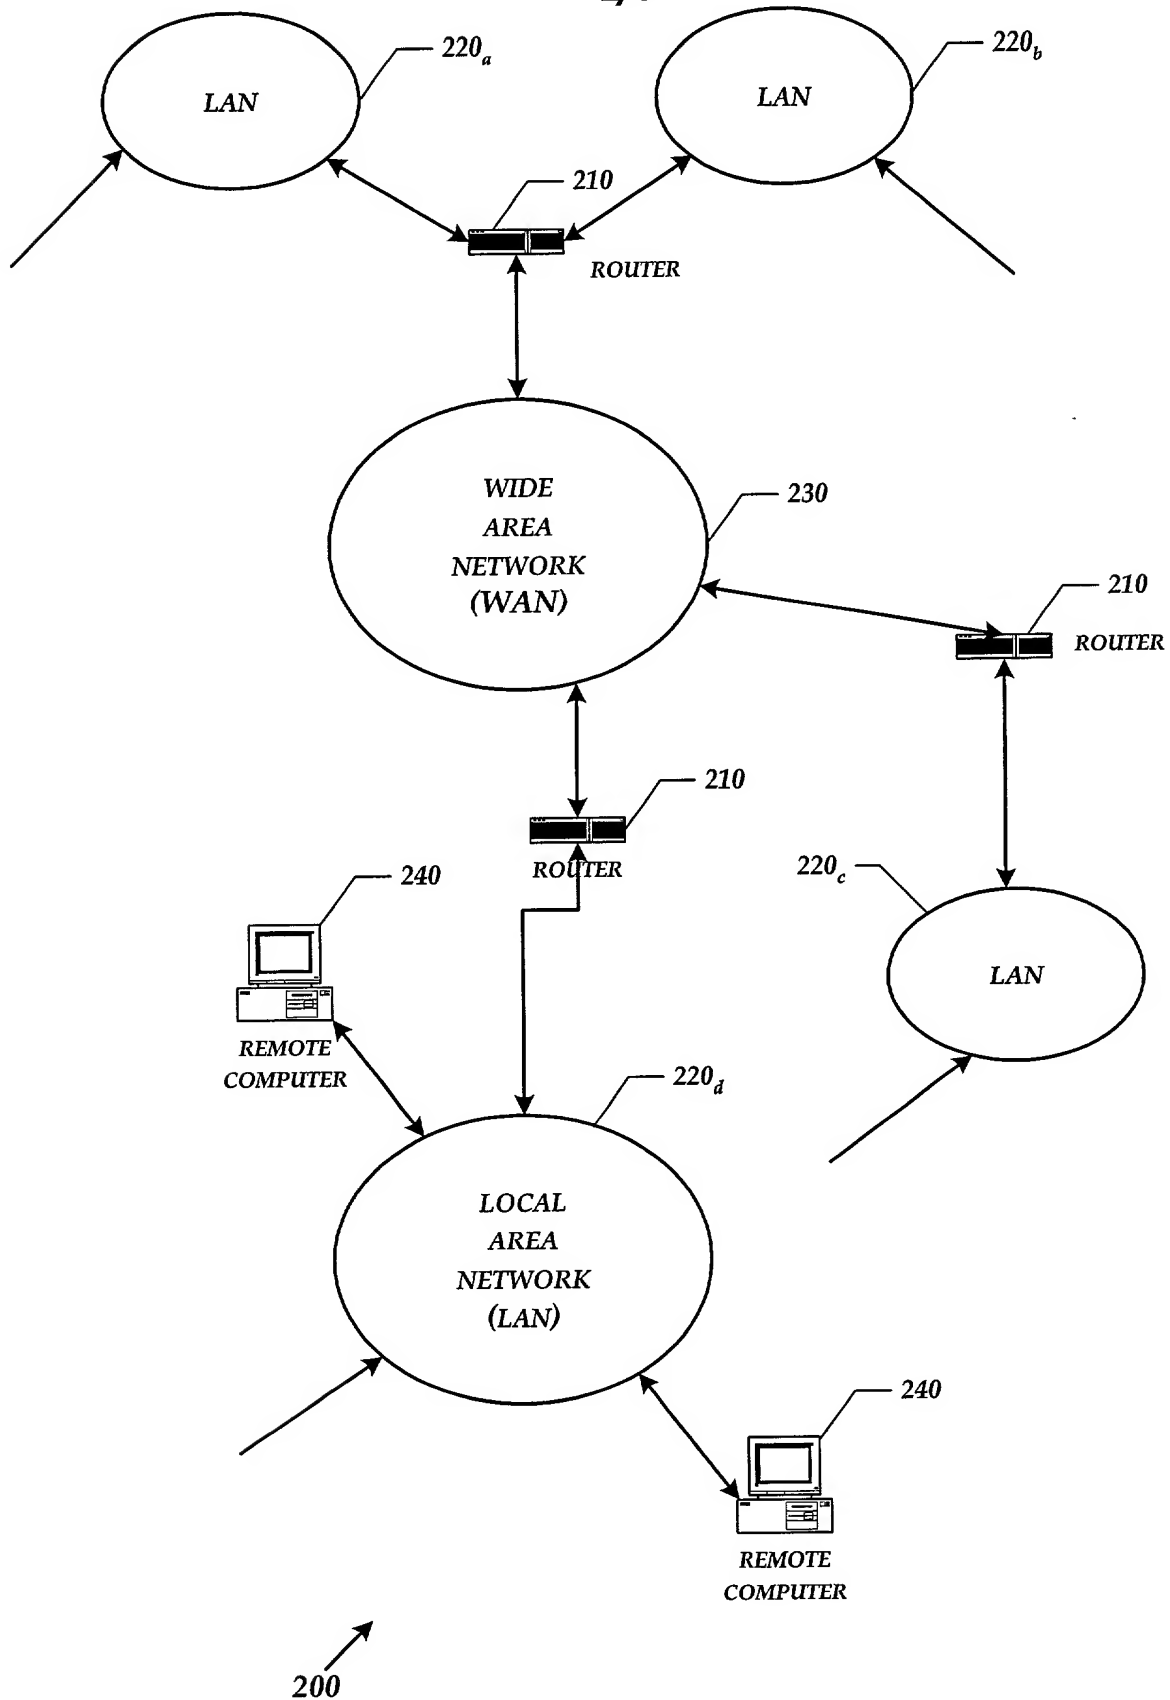 220a
220b
LAN
LAN
210
ROUTER
WIDE
AREA
NETWORK
(WAN)
230
210
ROUTER
210
ROUTER
240
220c
LAN
REMOTE
COMPUTER
220d
LOCAL
AREA
NETWORK
(LAN)
240
REMOTE
COMPUTER
200